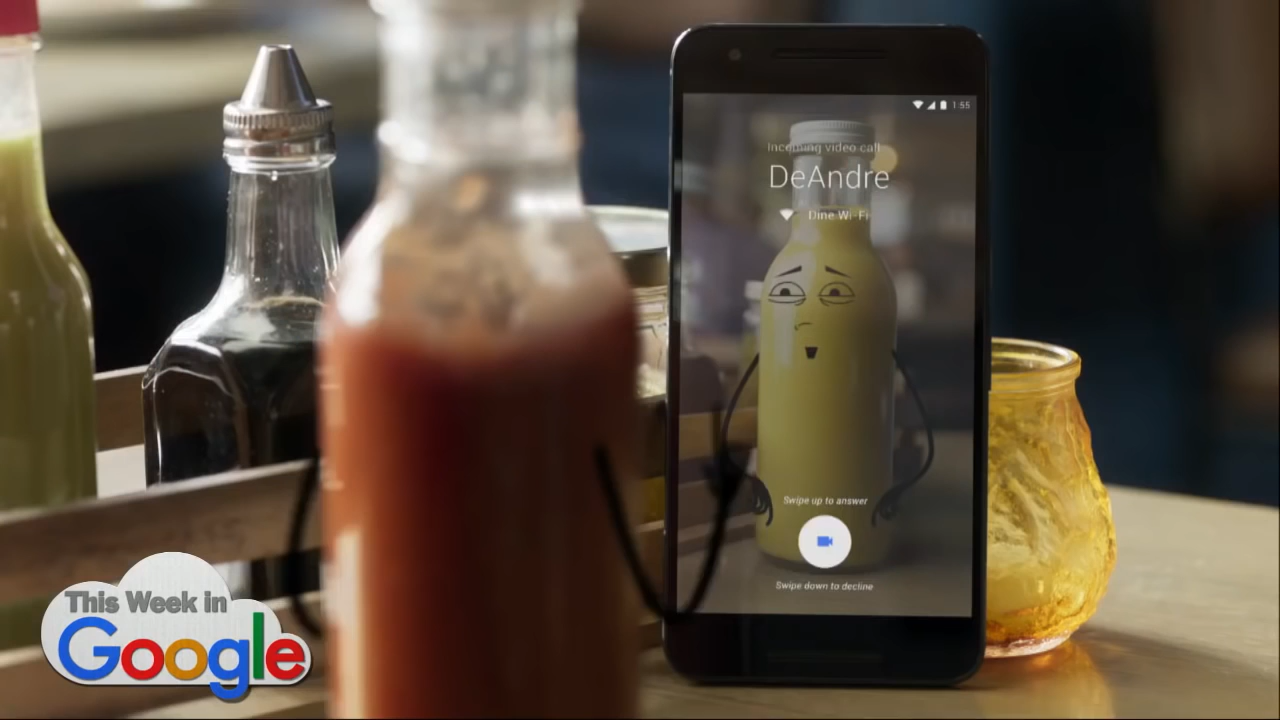 1:55
Incoming video call
DeAndre
Dine Wi-Fi
Swipe up to answer
Swipe down to decline
This Week in
Google